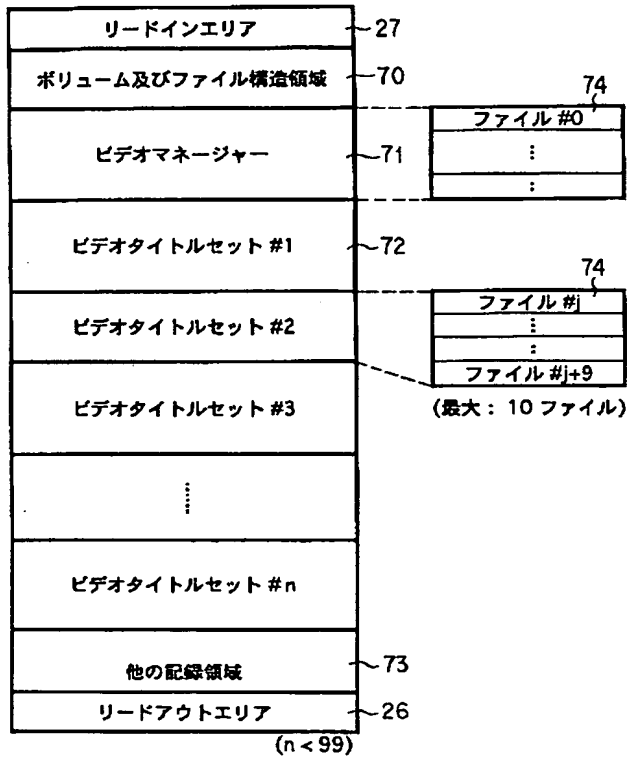 リードインエリア 27
ボリューム及びファイル構造領域 70
74
ファイル #0
ビデオマネージャー 71
⋮
:
ビデオタイトルセット #1 72
74
ビデオタイトルセット #2
ファイル #j
⋮
:
ファイル #j+9
(最大: 10 ファイル)
ビデオタイトルセット #3
⋮
ビデオタイトルセット #n
他の記録領域 73
リードアウトエリア 26
(n<99)